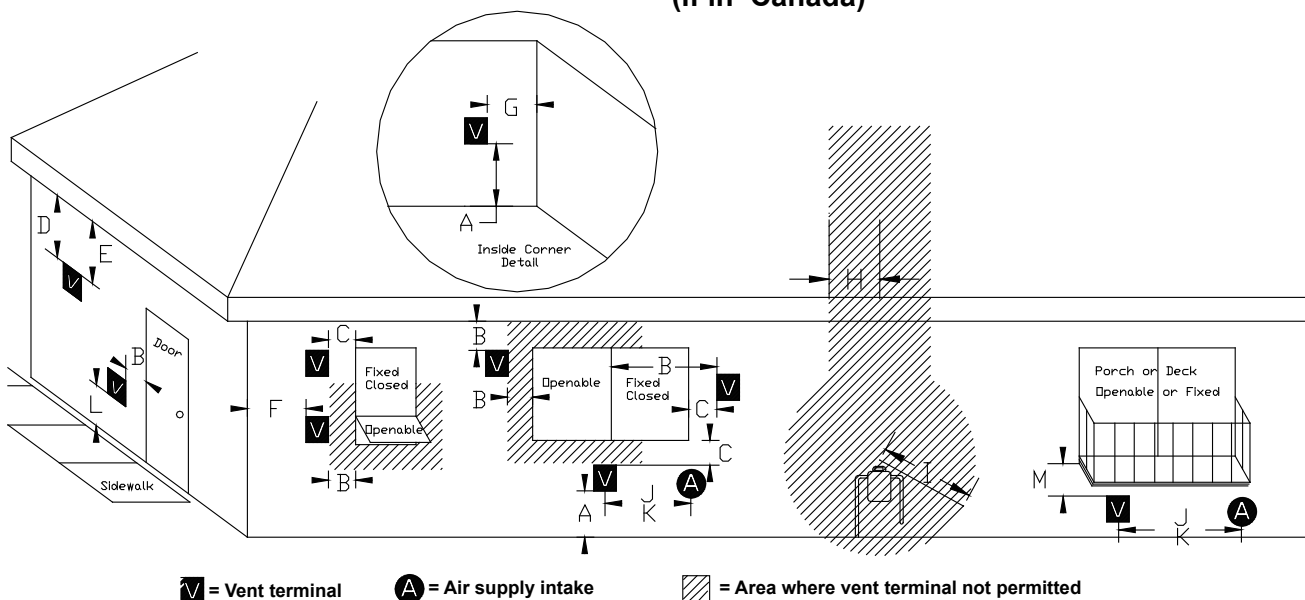 (If in Canada)
G
V
A
Inside Corner
Detail
D
E
V
H
B
C
B
V
V
Door
Fixed
Closed
Openable
Fixed
Closed
B
V
Porch or Deck
Openable or Fixed
B
V
L
F
V
Openable
B
C
C
I
Sidewalk
B
V
A
A
J
K
M
V
A
J
K
V = Vent terminal
A = Air supply intake
= Area where vent terminal not permitted